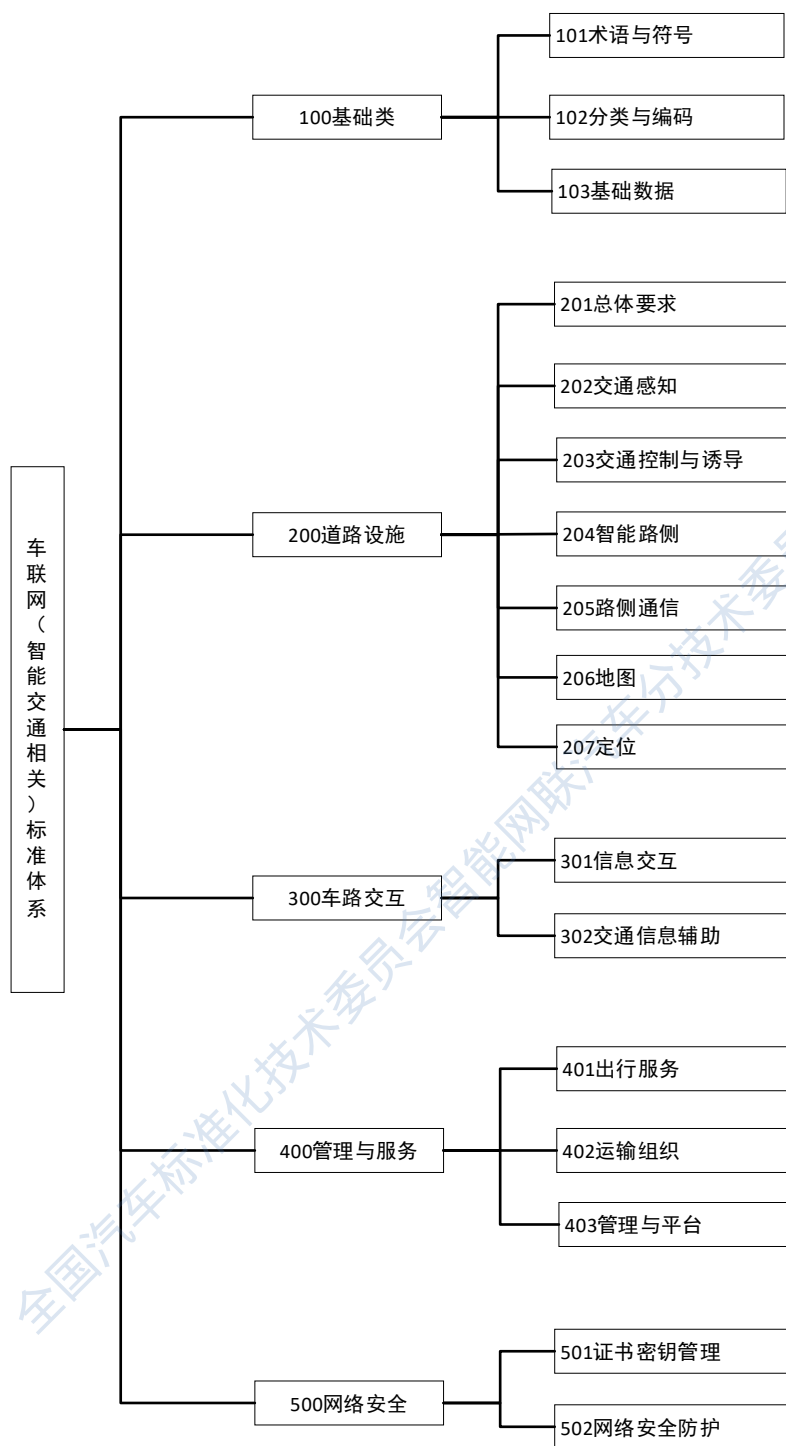 车联网（智能交通相关）标准体系
100基础类
101术语与符号
102分类与编码
103基础数据
200道路设施
201总体要求
202交通感知
203交通控制与诱导
204智能路侧
205路侧通信
206地图
207定位
300车路交互
301信息交互
302交通信息辅助
400管理与服务
401出行服务
402运输组织
403管理与平台
500网络安全
501证书密钥管理
502网络安全防护
全国汽车标准化技术委员会智能网联汽车分技术委员